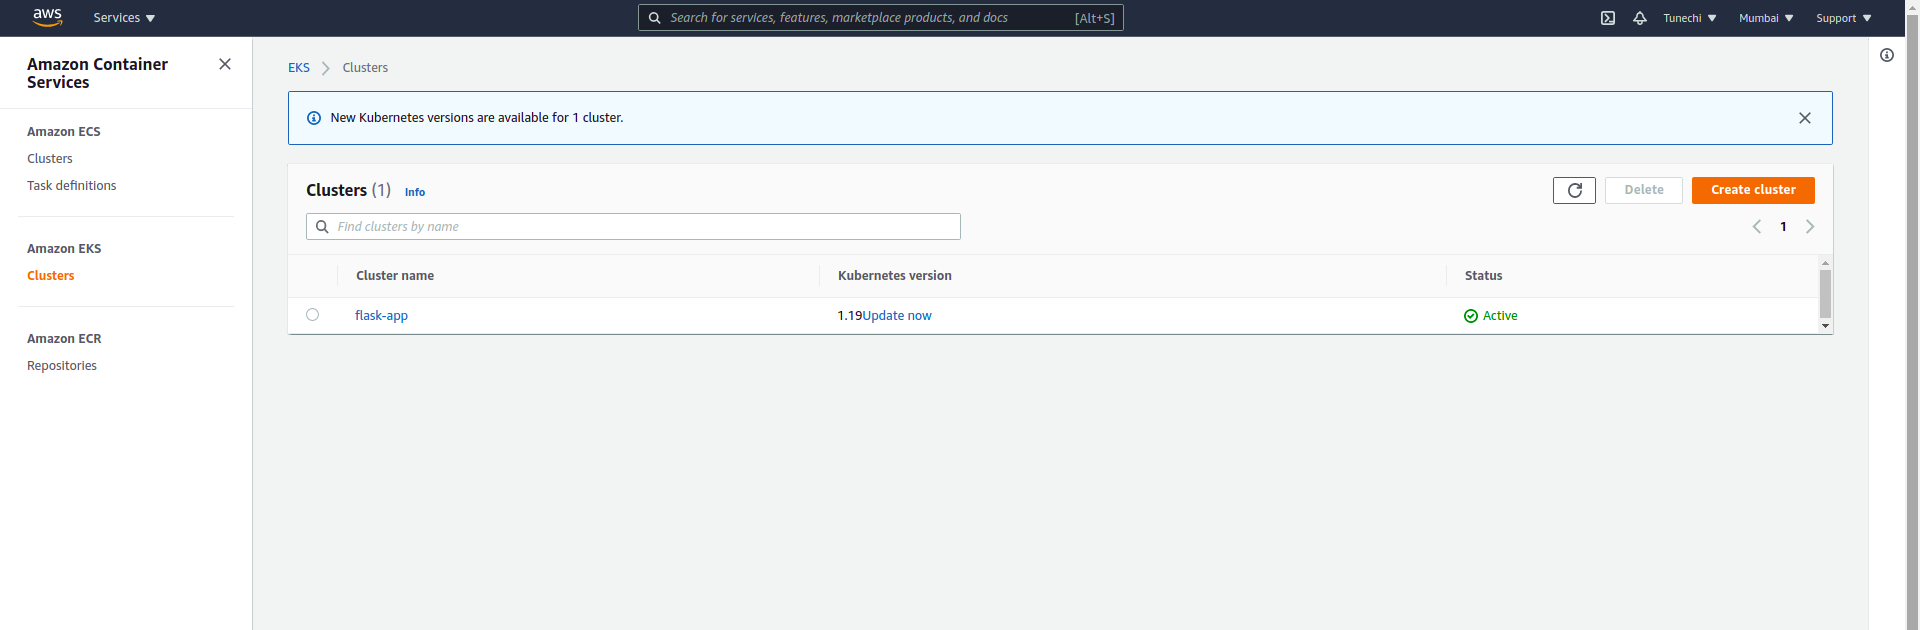 aws Services Search for services, features, marketplace products, and docs [Alt+S] Tunechi Mumbai Support
Amazon Container
Services
Amazon ECS
Clusters
Task definitions
Amazon EKS
Clusters
Amazon ECR
Repositories
EKS Clusters
New Kubernetes versions are available for 1 cluster.
Clusters (1) Info Delete Create cluster
Find clusters by name 1
Cluster name Kubernetes version Status
flask-app 1.19Update now Active